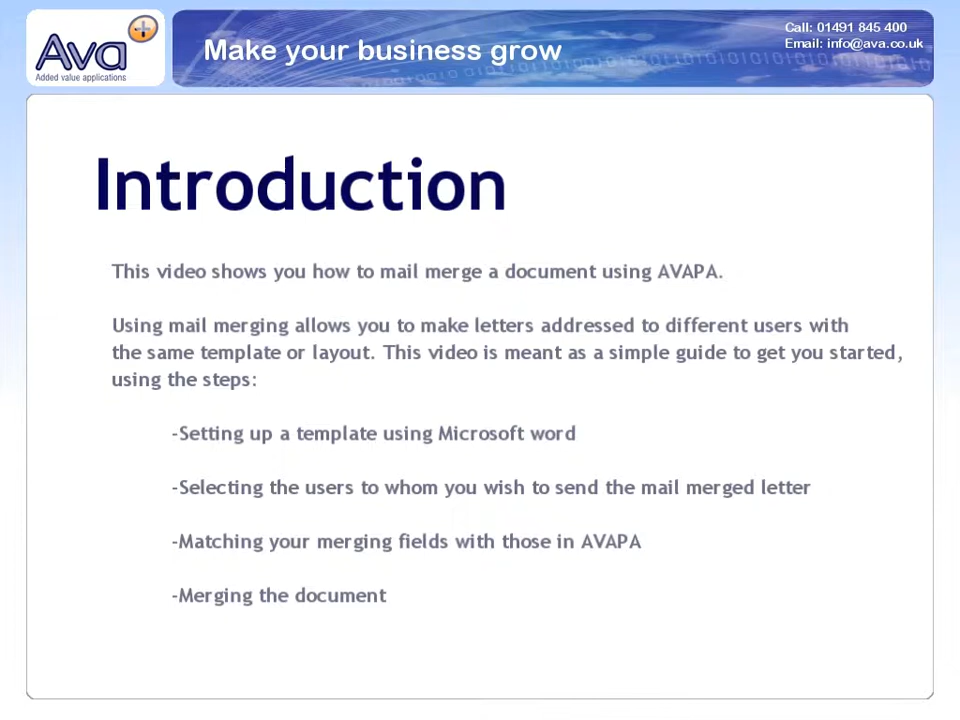 Ava
Added value applications
Make your business grow
Call: 01491 845 400
Email: info@ava.co.uk
Introduction
This video shows you how to mail merge a document using AVAPA.
Using mail merging allows you to make letters addressed to different users with
the same template or layout. This video is meant as a simple guide to get you started,
using the steps:
-Setting up a template using Microsoft word
-Selecting the users to whom you wish to send the mail merged letter
-Matching your merging fields with those in AVAPA
-Merging the document